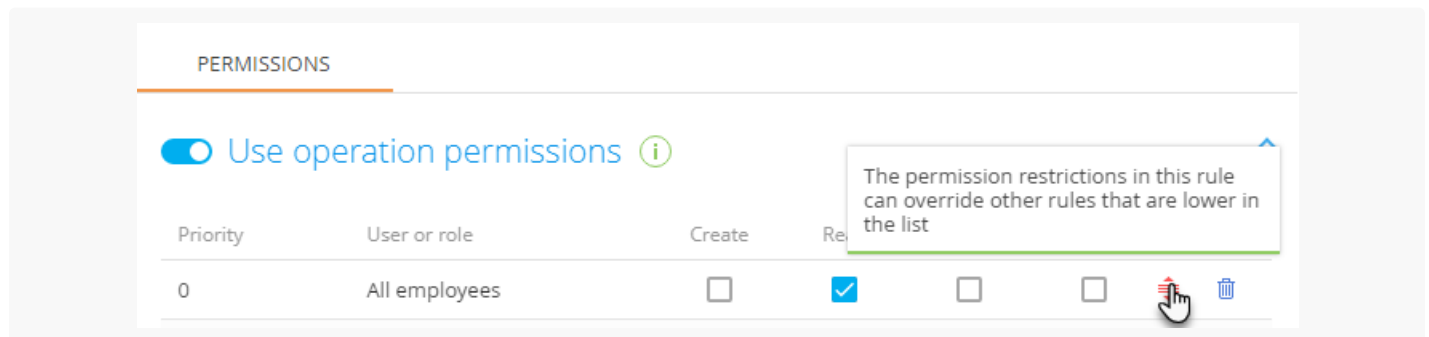 PERMISSIONS
Use operation permissions i
The permission restrictions in this rule
can override other rules that are lower in
the list
Priority User or role Create
0 All employees